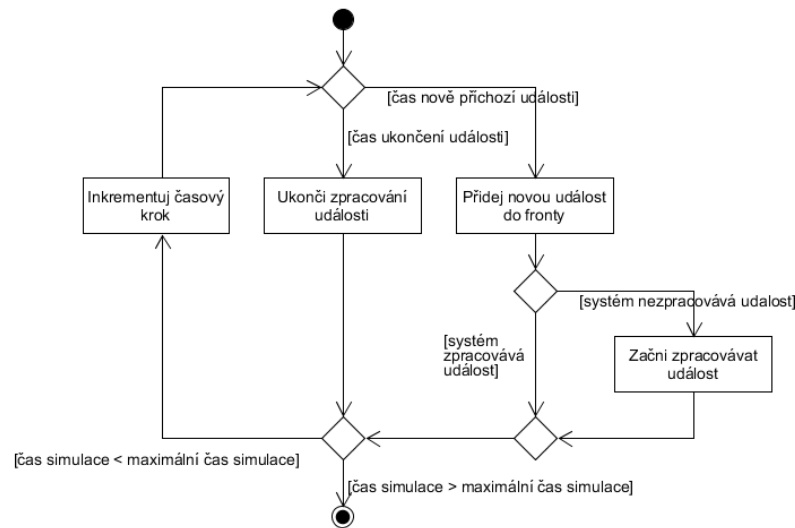 [čas nově příchozí události]
[čas ukončení události]
Inkrementuj časový
krok
Ukonči zpracování
události
Přidej novou událost
do fronty
[systém nezpracovává udalost]
[systém
zpracovává
událost]
Začni zpracovávat
událost
[čas simulace < maximální čas simulace]
[čas simulace > maximální čas simulace]